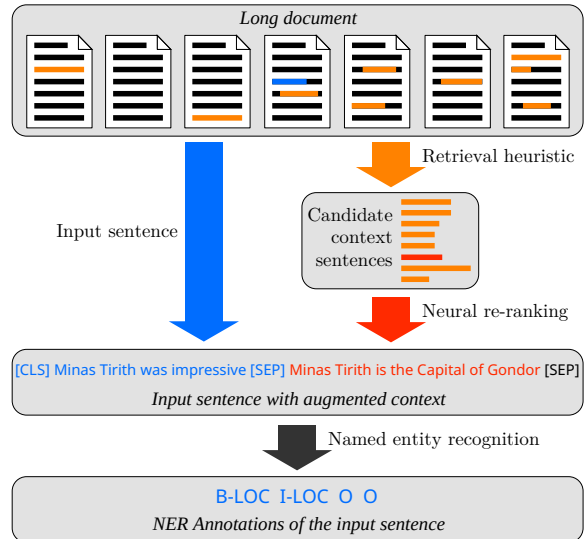 Long document
Retrieval heuristic
Input sentence
Candidate
context
sentences
Neural re-ranking
[CLS] Minas Tirith was impressive [SEP] Minas Tirith is the Capital of Gondor [SEP]
Input sentence with augmented context
Named entity recognition
B-LOC I-LOC O O
NER Annotations of the input sentence